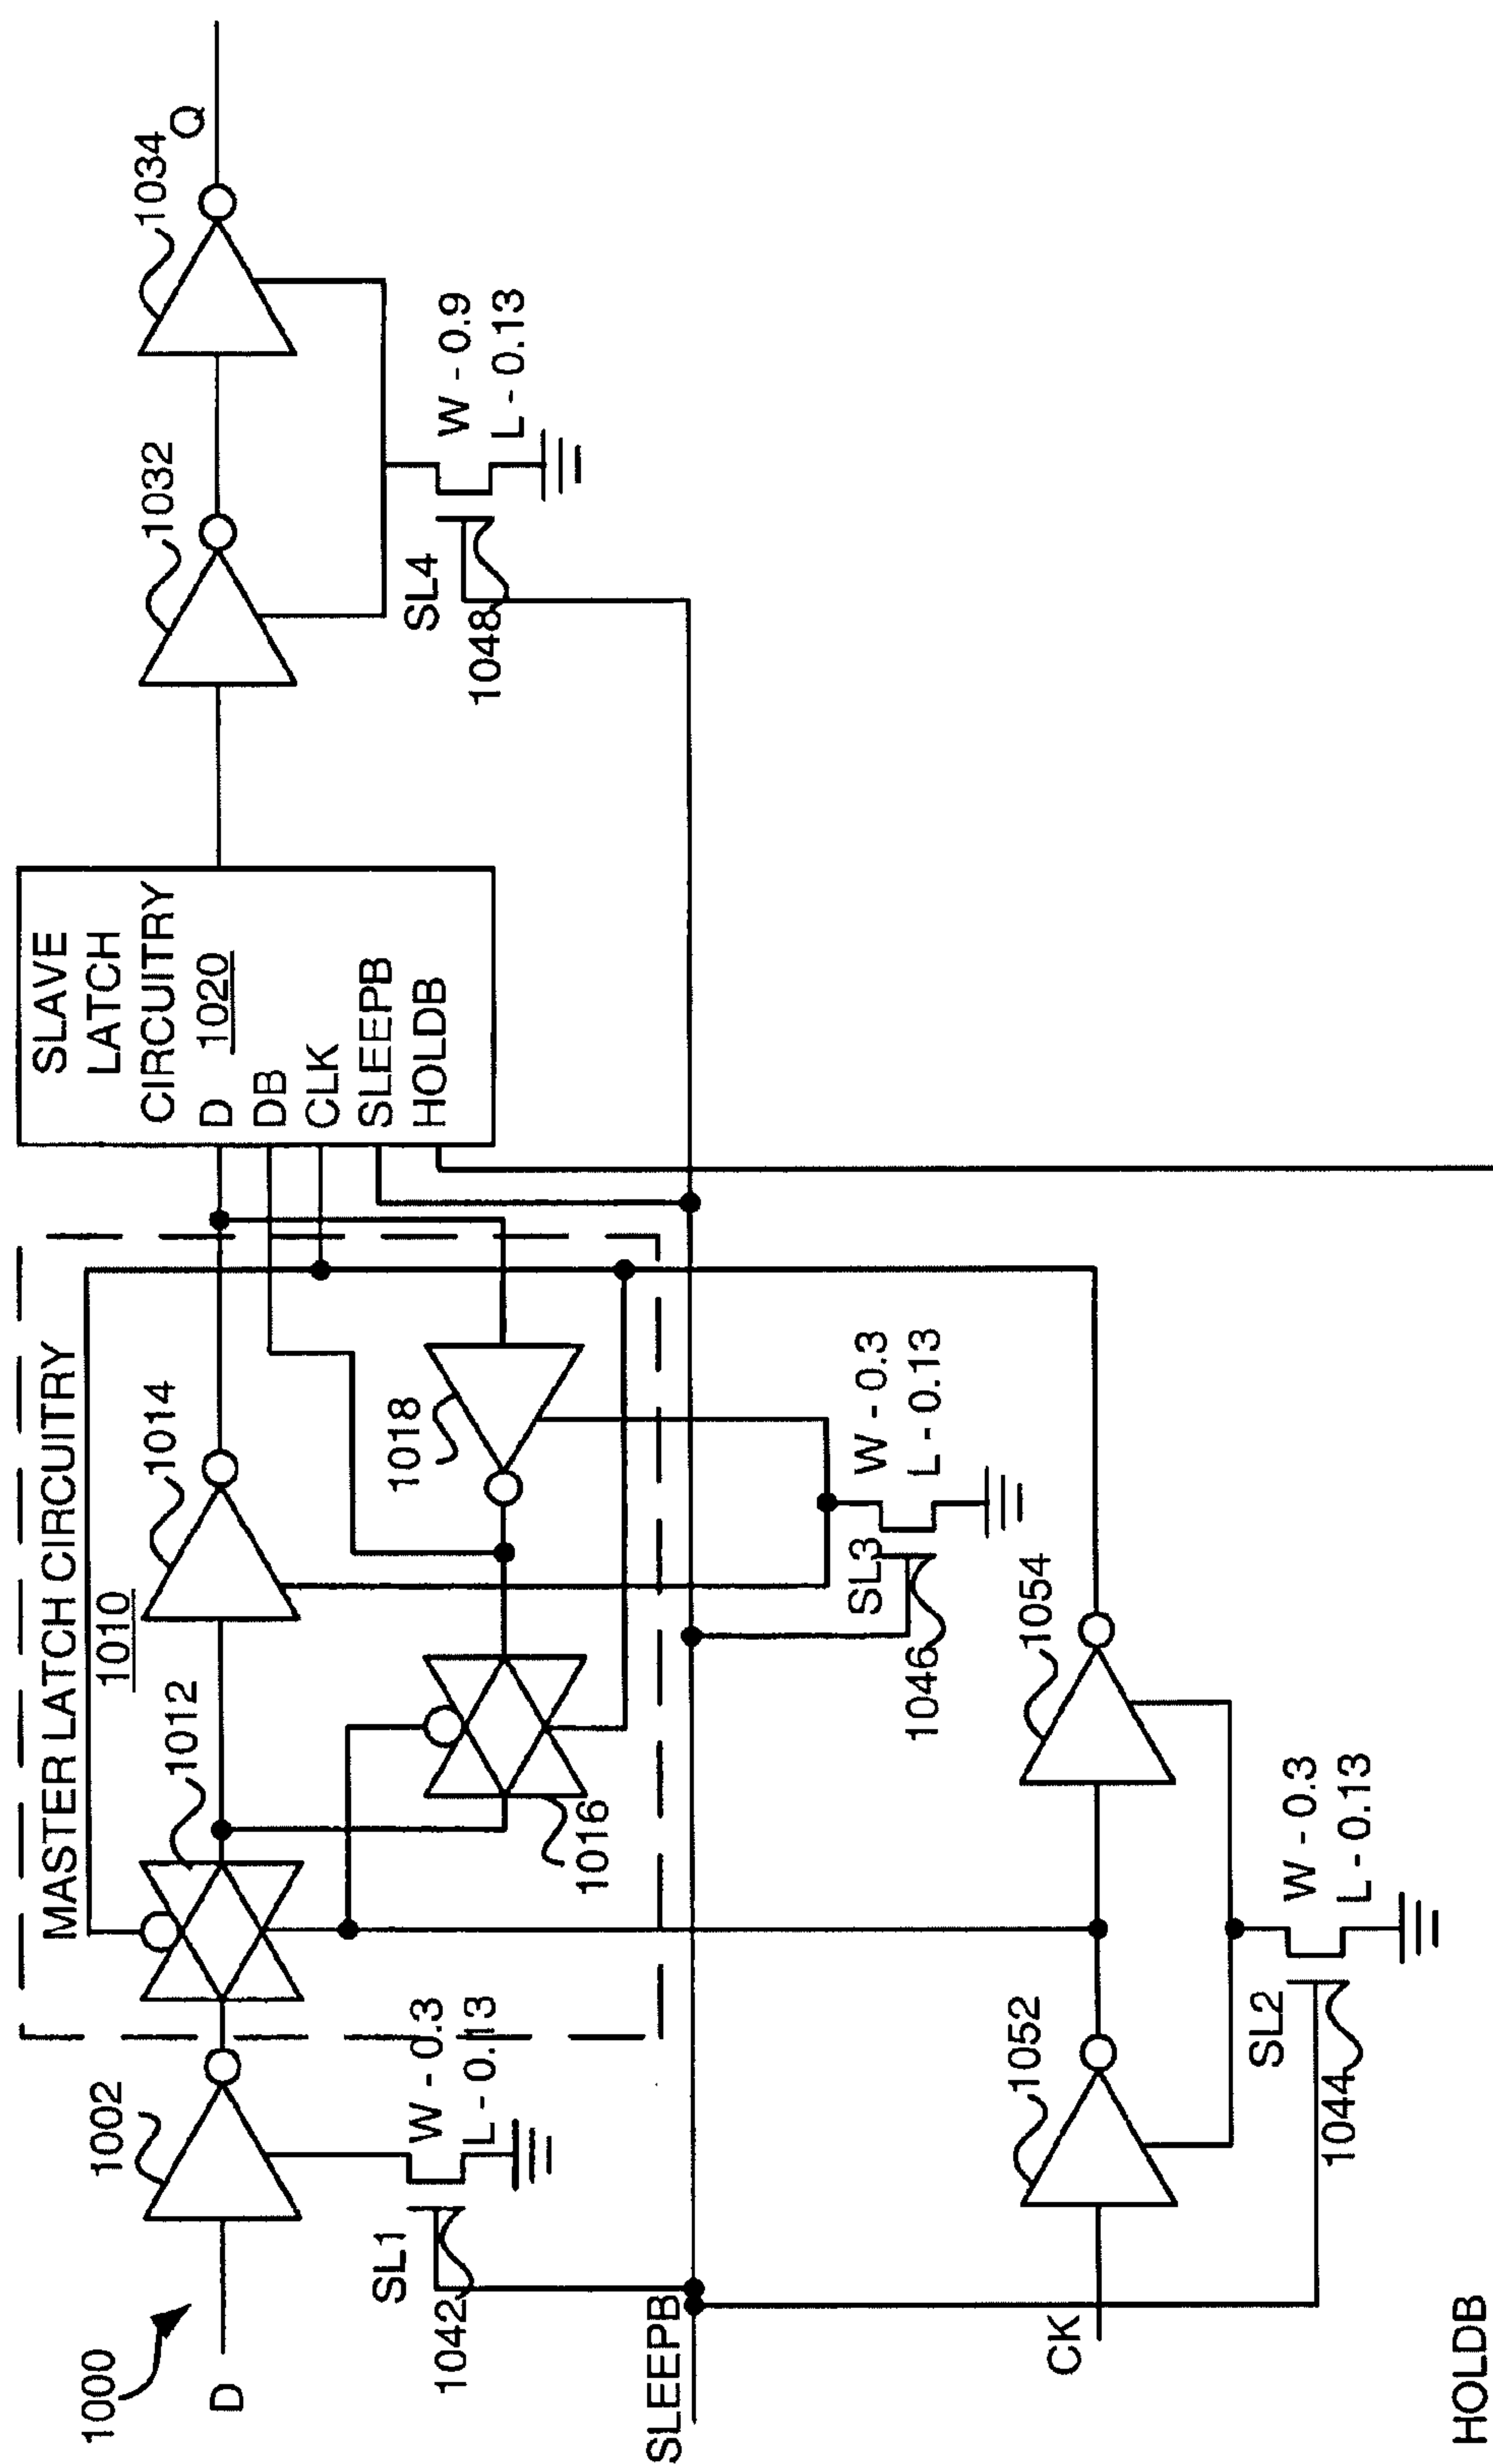 1000
D
1002
SL1
1042
W - 0.3
L - 0.13
MASTER LATCH CIRCUITRY
1010
1012
1014
1016
1018
SLAVE
LATCH
CIRCUITRY
D 1020
DB
CLK
SLEEPB
HOLDB
1032
1034
Q
SL4
1048
W - 0.9
L - 0.13
SLEEPB
SL3
1046
W - 0.3
L - 0.13
CK
1052
1054
SL2
1044
W - 0.3
L - 0.13
HOLDB